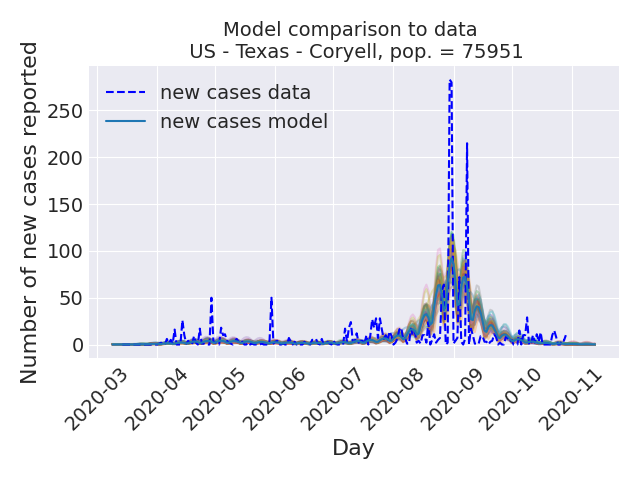 Model comparison to data
US - Texas - Coryell, pop. = 75951
new cases data
new cases model
Number of new cases reported
250
200
150
100
50
0
2020-03
2020-04
2020-05
2020-06
2020-07
2020-08
2020-09
2020-10
2020-11
Day